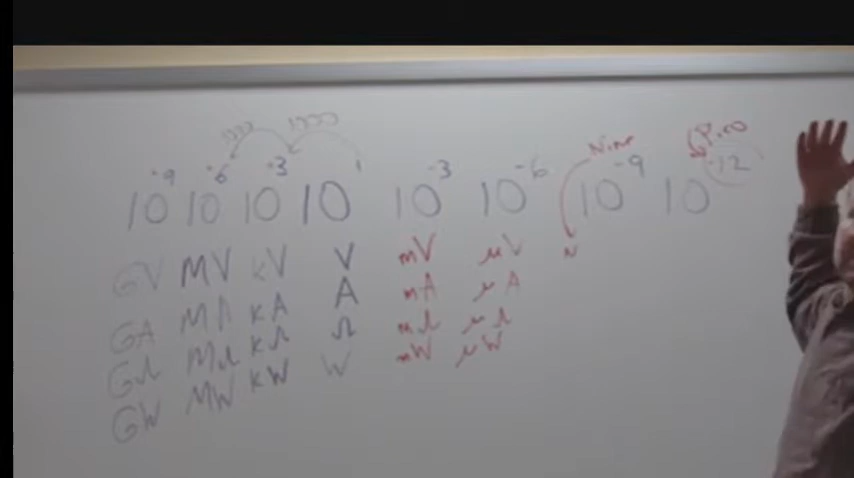 1000 1000 Nano Pico
10⁺⁹ 10⁺⁶ 10⁺³ 10¹ 10⁻³ 10⁻⁶ 10⁻⁹ 10⁻¹²
GV MV kV V mV μV N
GA MA kA A mA μA
GΩ MΩ kΩ Ω mΩ μΩ
GW MW kW W mW μW